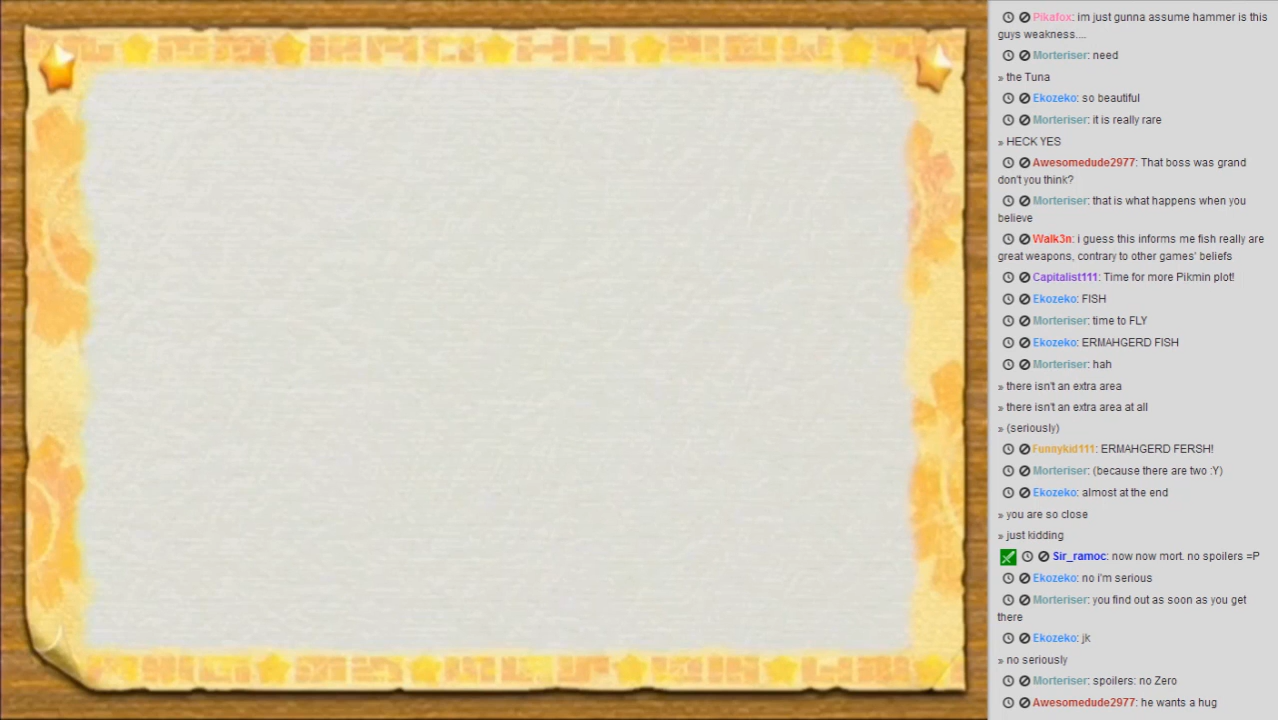 Pikafox: im just gunna assume hammer is this
guys weakness....
Morteriser: need
» the Tuna
Ekozeko: so beautiful
Morteriser: it is really rare
» HECK YES
Awesomedude2977: That boss was grand
don't you think?
Morteriser: that is what happens when you
believe
Walk3n: i guess this informs me fish really are
great weapons, contrary to other games' beliefs
Capitalist111: Time for more Pikmin plot!
Ekozeko: FISH
Morteriser: time to FLY
Ekozeko: ERMAHGERD FISH
Morteriser: hah
» there isn't an extra area
» there isn't an extra area at all
» (seriously)
Funnykid111: ERMAHGERD FERSH!
Morteriser: (because there are two :Y)
Ekozeko: almost at the end
» you are so close
» just kidding
Sir_ramoc: now now mort. no spoilers =P
Ekozeko: no i'm serious
Morteriser: you find out as soon as you get
there
Ekozeko: jk
» no seriously
Morteriser: spoilers: no Zero
Awesomedude2977: he wants a hug